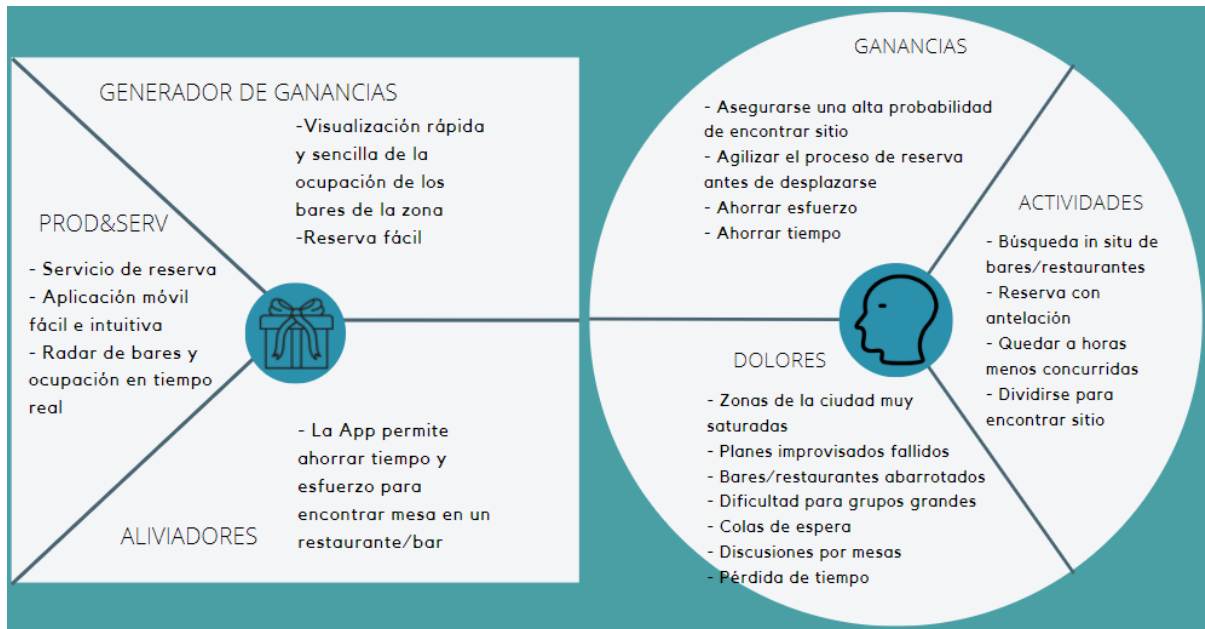 GENERADOR DE GANANCIAS
-Visualización rápida
y sencilla de la
ocupación de los
bares de la zona
-Reserva fácil
PROD&SERV
- Servicio de reserva
- Aplicación móvil
fácil e intuitiva
- Radar de bares y
ocupación en tiempo
real
ALIVIADORES
- La App permite
ahorrar tiempo y
esfuerzo para
encontrar mesa en un
restaurante/bar
GANANCIAS
- Asegurarse una alta probabilidad
de encontrar sitio
- Agilizar el proceso de reserva
antes de desplazarse
- Ahorrar esfuerzo
- Ahorrar tiempo
ACTIVIDADES
- Búsqueda in situ de
bares/restaurantes
- Reserva con
antelación
- Quedar a horas
menos concurridas
- Dividirse para
encontrar sitio
DOLORES
- Zonas de la ciudad muy
saturadas
- Planes improvisados fallidos
- Bares/restaurantes abarrotados
- Dificultad para grupos grandes
- Colas de espera
- Discusiones por mesas
- Pérdida de tiempo